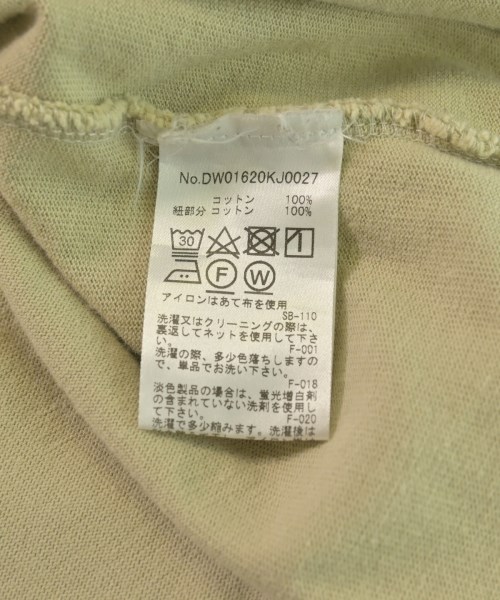 No.DW01620KJ0027
コットン 100%
紐部分 コットン 100%
30
F W
アイロンはあて布を使用
SB-110
洗濯又はクリーニングの際は、
裏返してネットを使用して下さ
い。 F-001
洗濯の際、多少色落ちしますの
で、単品でお洗い下さい。
F-018
淡色製品の場合は、蛍光増白剤
の含まれていない洗剤を使用し
て下さい。 F-020
洗濯で多少縮みます。洗濯後は